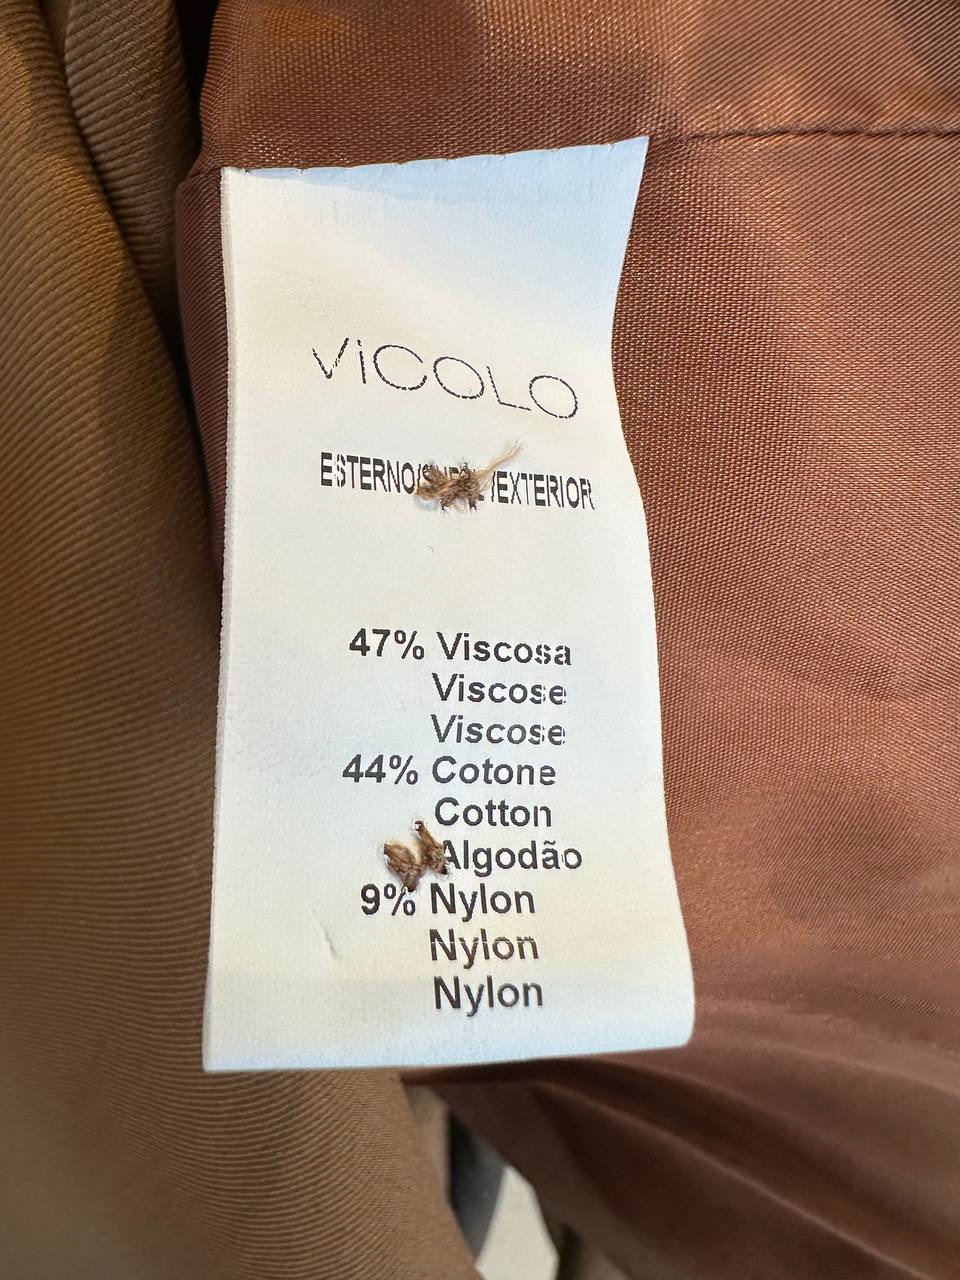 ViCOLO
ESTERNO/ /EXTERIOR
47% Viscosa
Viscose
Viscose
44% Cotone
Cotton
Algodão
9% Nylon
Nylon
Nylon